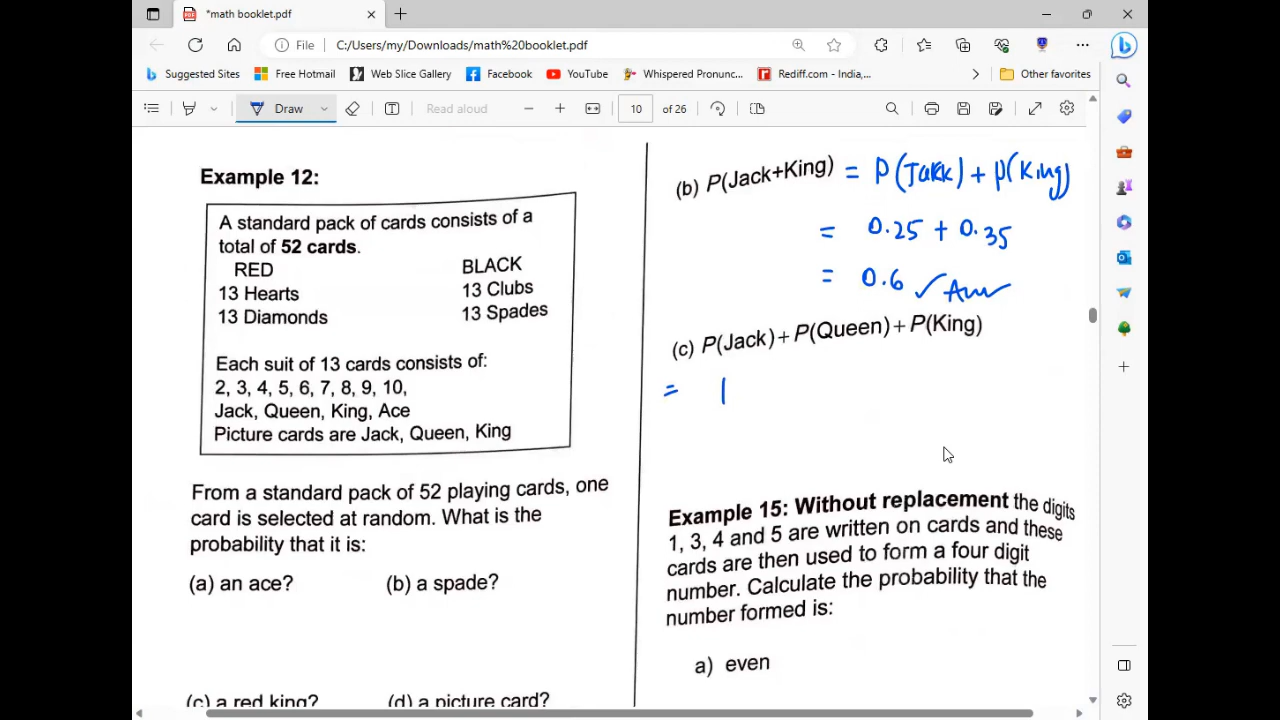 *math booklet.pdf
File
C:/Users/my/Downloads/math%20booklet.pdf
Suggested Sites
Free Hotmail
Web Slice Gallery
Facebook
YouTube
Whispered Pronunc...
Rediff.com - India,...
Other favorites
Draw
Read aloud
10
of 26
Example 12:
A standard pack of cards consists of a
total of 52 cards.
RED BLACK
13 Hearts 13 Clubs
13 Diamonds 13 Spades
Each suit of 13 cards consists of:
2, 3, 4, 5, 6, 7, 8, 9, 10,
Jack, Queen, King, Ace
Picture cards are Jack, Queen, King
From a standard pack of 52 playing cards, one
card is selected at random. What is the
probability that it is:
(a) an ace? (b) a spade?
(c) a red king? (d) a picture card?
(b) P(Jack+King) = P(Jack) + P(King)
= 0.25 + 0.35
= 0.6 ✓ Ans
(c) P(Jack)+P(Queen)+P(King)
= 1
Example 15: Without replacement the digits
1, 3, 4 and 5 are written on cards and these
cards are then used to form a four digit
number. Calculate the probability that the
number formed is:
a) even